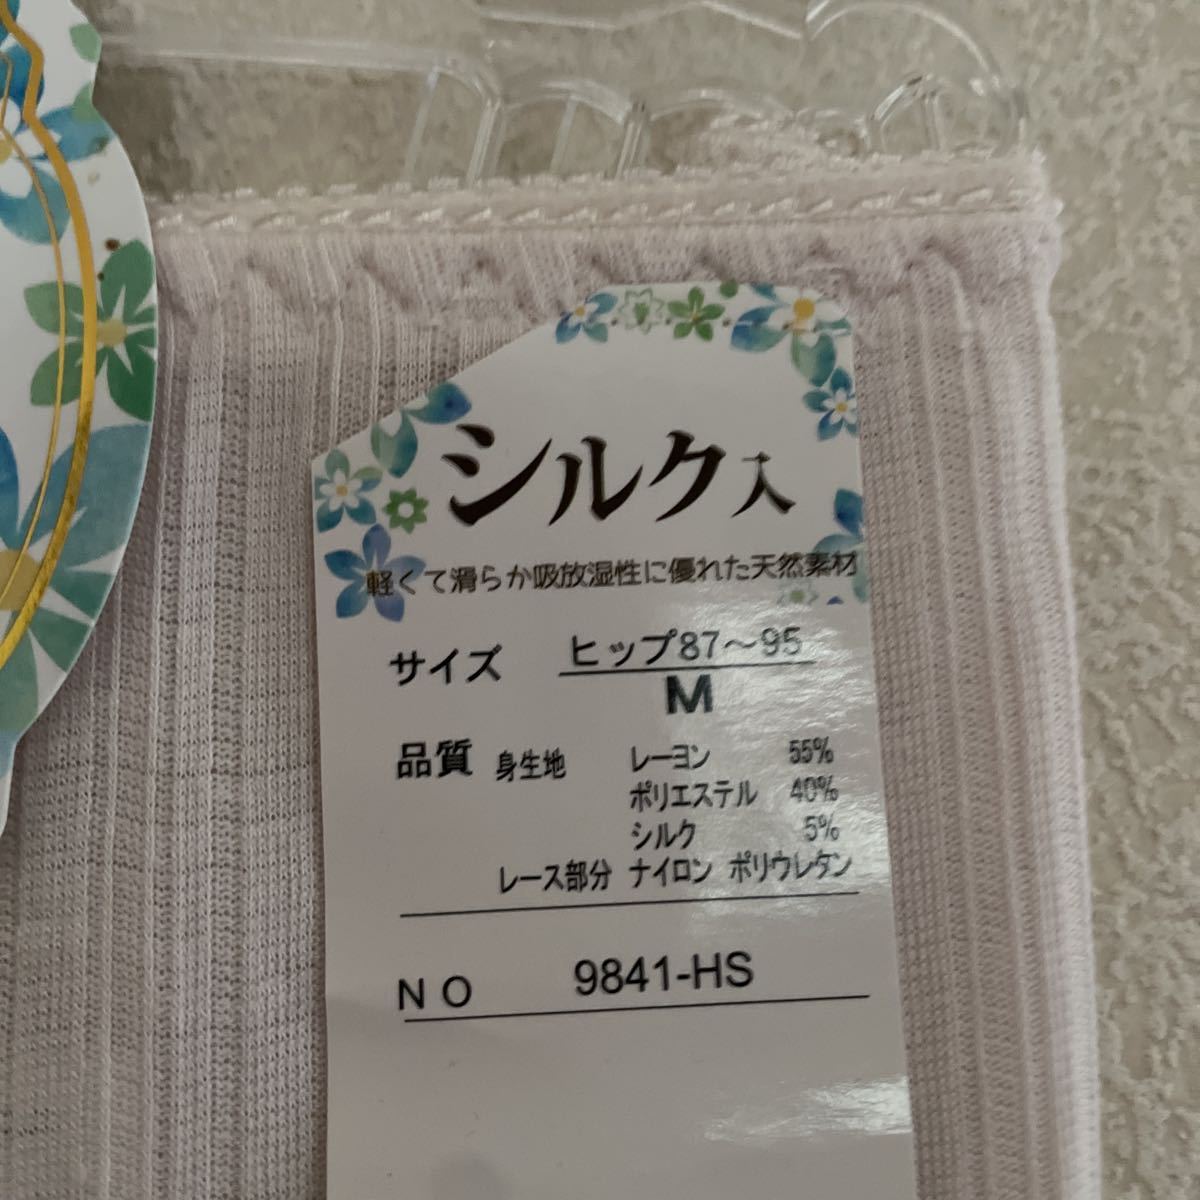 シルク入
軽くて滑らか吸放湿性に優れた天然素材
サイズ ヒップ87～95
M
品質 身生地 レーヨン 55%
ポリエステル 40%
シルク 5%
レース部分 ナイロン ポリウレタン
NO 9841-HS